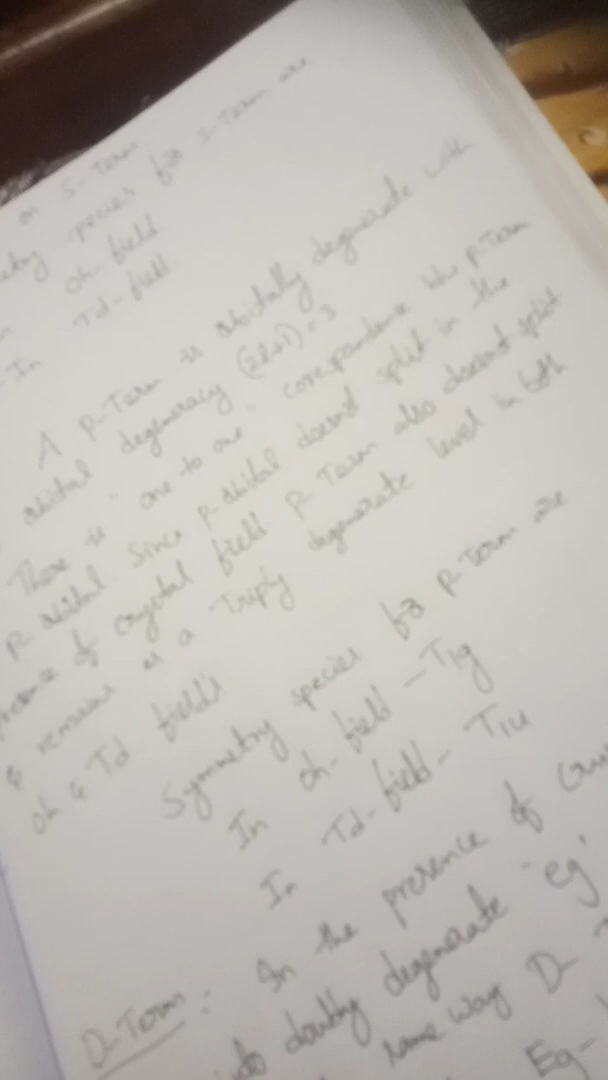 on S-Term
species for S-Term are
Oh-field
In Td-field
A P-Term is orbitally degenerate with
orbital degeneracy (2l+1)=3
There is "one-to one" correspondence b/w P-Term
P orbital Since P-orbital doesnt split in the
presence of crystal field P-Term also doesnt split
& remains as a Triply degenerate level in both
Oh & Td fields
Symmetry species for P-Term are
In Oh-field - T1g
In Td-field - T1u
D-Term: In the presence of
into doubly degenerate "eg"
same way D-
Eg-